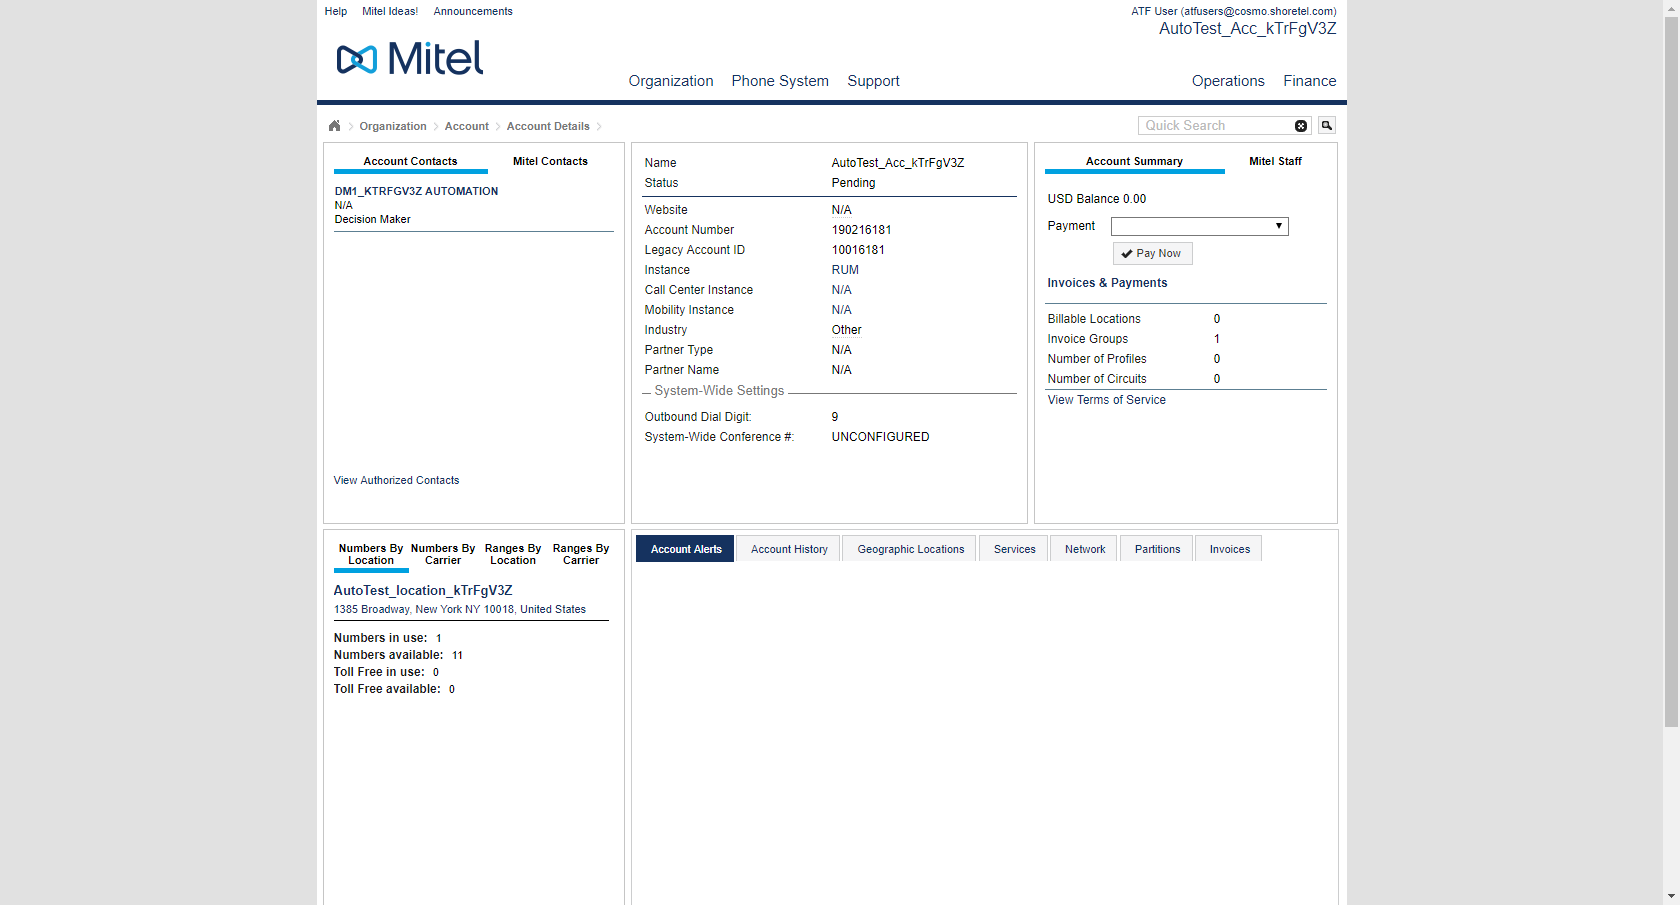 Help Mitel Ideas! Announcements
ATF User (atfusers@cosmo.shoretel.com)
AutoTest_Acc_kTrFgV3Z
Mitel
Organization Phone System Support Operations Finance
Organization Account Account Details
Quick Search
Account Contacts Mitel Contacts
DM1_KTRFGV3Z AUTOMATION
N/A
Decision Maker
View Authorized Contacts
Name AutoTest_Acc_kTrFgV3Z
Status Pending
Website N/A
Account Number 190216181
Legacy Account ID 10016181
Instance RUM
Call Center Instance N/A
Mobility Instance N/A
Industry Other
Partner Type N/A
Partner Name N/A
System-Wide Settings
Outbound Dial Digit: 9
System-Wide Conference #: UNCONFIGURED
Account Summary Mitel Staff
USD Balance 0.00
Payment
Pay Now
Invoices & Payments
Billable Locations 0
Invoice Groups 1
Number of Profiles 0
Number of Circuits 0
View Terms of Service
Numbers By Location Numbers By Carrier Ranges By Location Ranges By Carrier
AutoTest_location_kTrFgV3Z
1385 Broadway, New York NY 10018, United States
Numbers in use: 1
Numbers available: 11
Toll Free in use: 0
Toll Free available: 0
Account Alerts Account History Geographic Locations Services Network Partitions Invoices